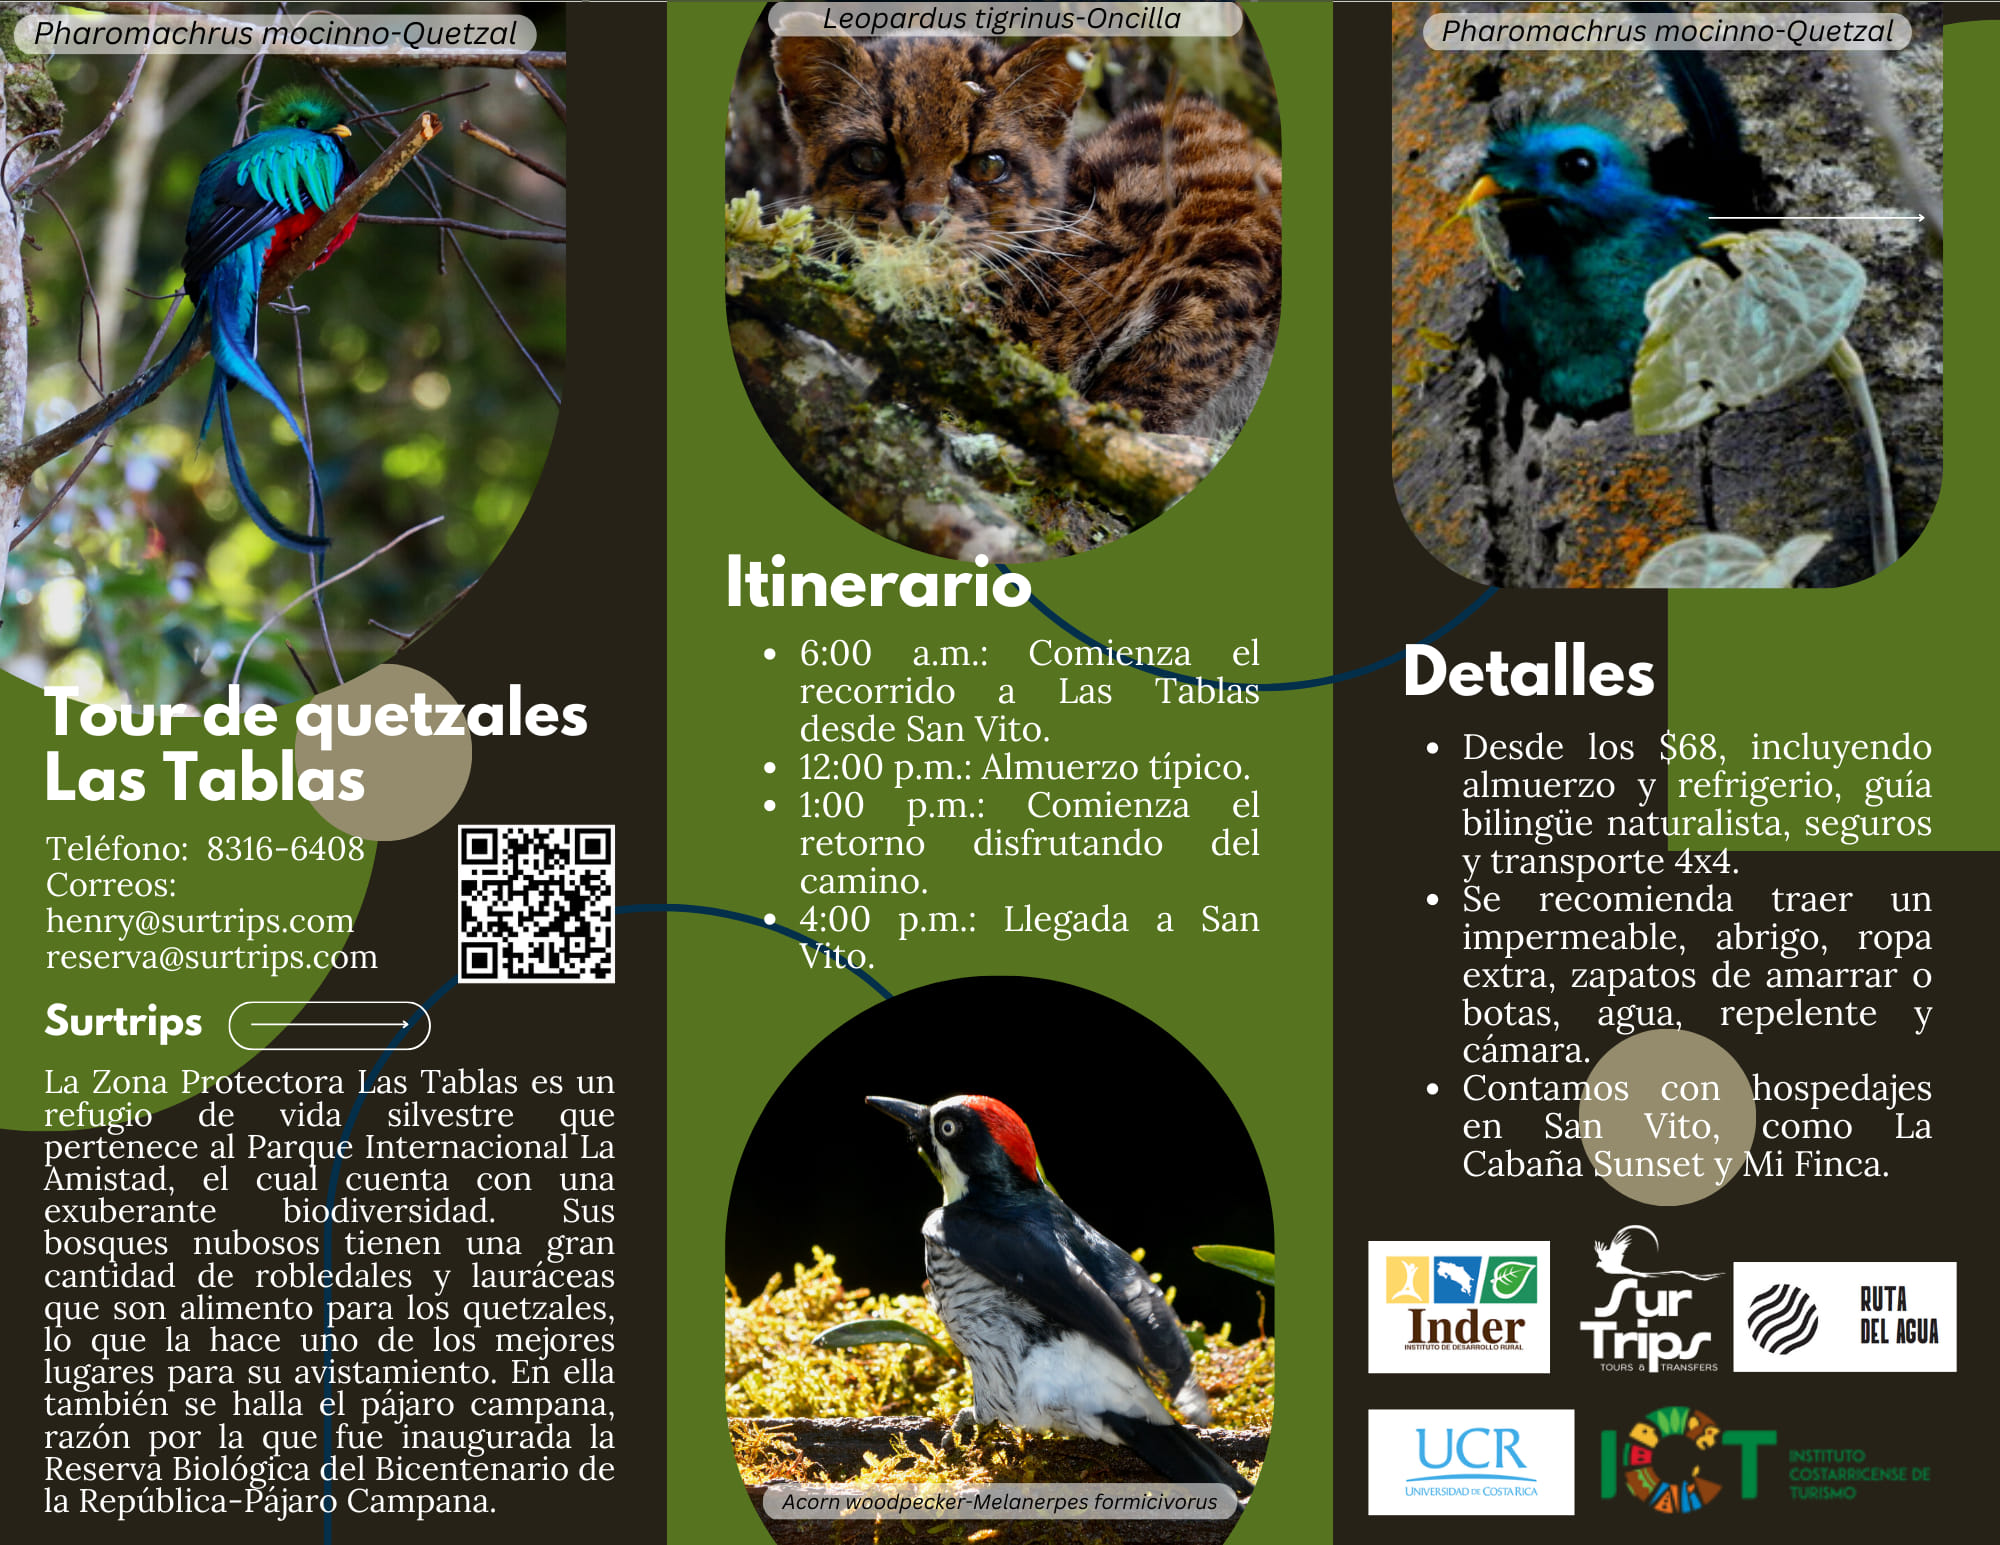 Pharomachrus mocinno-Quetzal
Tour de quetzales
Las Tablas
Teléfono: 8316-6408
Correos:
henry@surtrips.com
reserva@surtrips.com
Surtrips
La Zona Protectora Las Tablas es un
refugio de vida silvestre que
pertenece al Parque Internacional La
Amistad, el cual cuenta con una
exuberante biodiversidad. Sus
bosques nubosos tienen una gran
cantidad de robledales y lauráceas
que son alimento para los quetzales,
lo que la hace uno de los mejores
lugares para su avistamiento. En ella
también se halla el pájaro campana,
razón por la que fue inaugurada la
Reserva Biológica del Bicentenario de
la República-Pájaro Campana.
Leopardus tigrinus-Oncilla
Itinerario
6:00 a.m.: Comienza el
recorrido a Las Tablas
desde San Vito.
12:00 p.m.: Almuerzo típico.
1:00 p.m.: Comienza el
retorno disfrutando del
camino.
4:00 p.m.: Llegada a San
Vito.
Acorn woodpecker-Melanerpes formicivorus
Pharomachrus mocinno-Quetzal
Detalles
Desde los $68, incluyendo
almuerzo y refrigerio, guía
bilingüe naturalista, seguros
y transporte 4x4.
Se recomienda traer un
impermeable, abrigo, ropa
extra, zapatos de amarrar o
botas, agua, repelente y
cámara.
Contamos con hospedajes
en San Vito, como La
Cabaña Sunset y Mi Finca.
Inder
INSTITUTO DE DESARROLLO RURAL
Sur
Trips
TOURS & TRANSFERS
RUTA
DEL AGUA
UCR
UNIVERSIDAD DE COSTA RICA
ICT
INSTITUTO
COSTARRICENSE DE
TURISMO